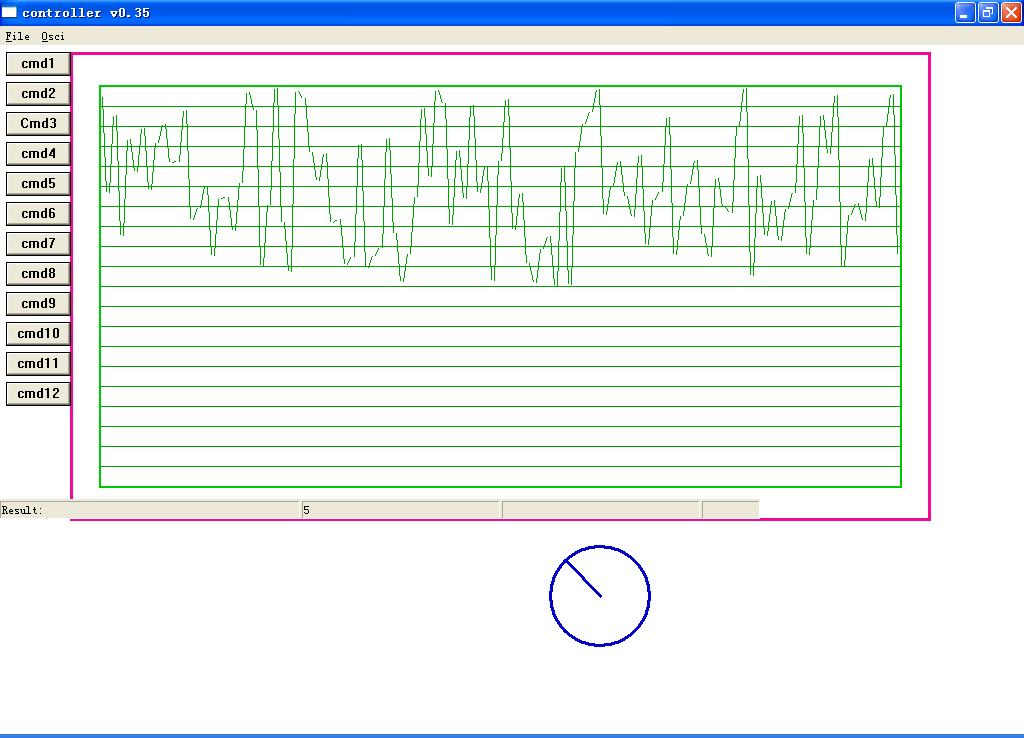 controller v0.35
File Osci
cmd1
cmd2
Cmd3
cmd4
cmd5
cmd6
cmd7
cmd8
cmd9
cmd10
cmd11
cmd12
Result: 5